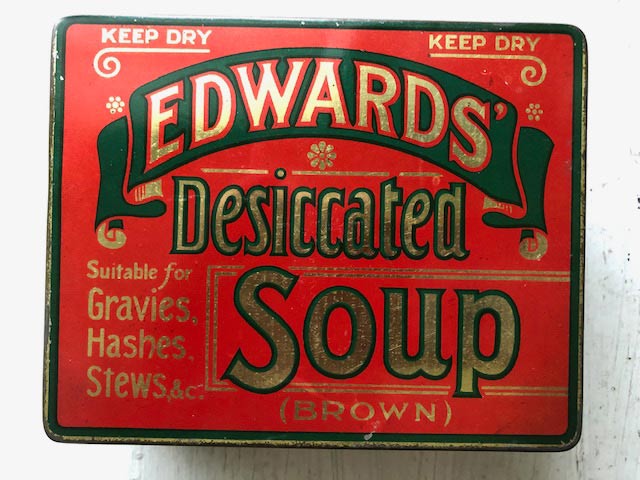 KEEP DRY KEEP DRY
EDWARDS'
Desiccated
Suitable for
Gravies,
Hashes,
Stews,&c.
Soup
(BROWN)